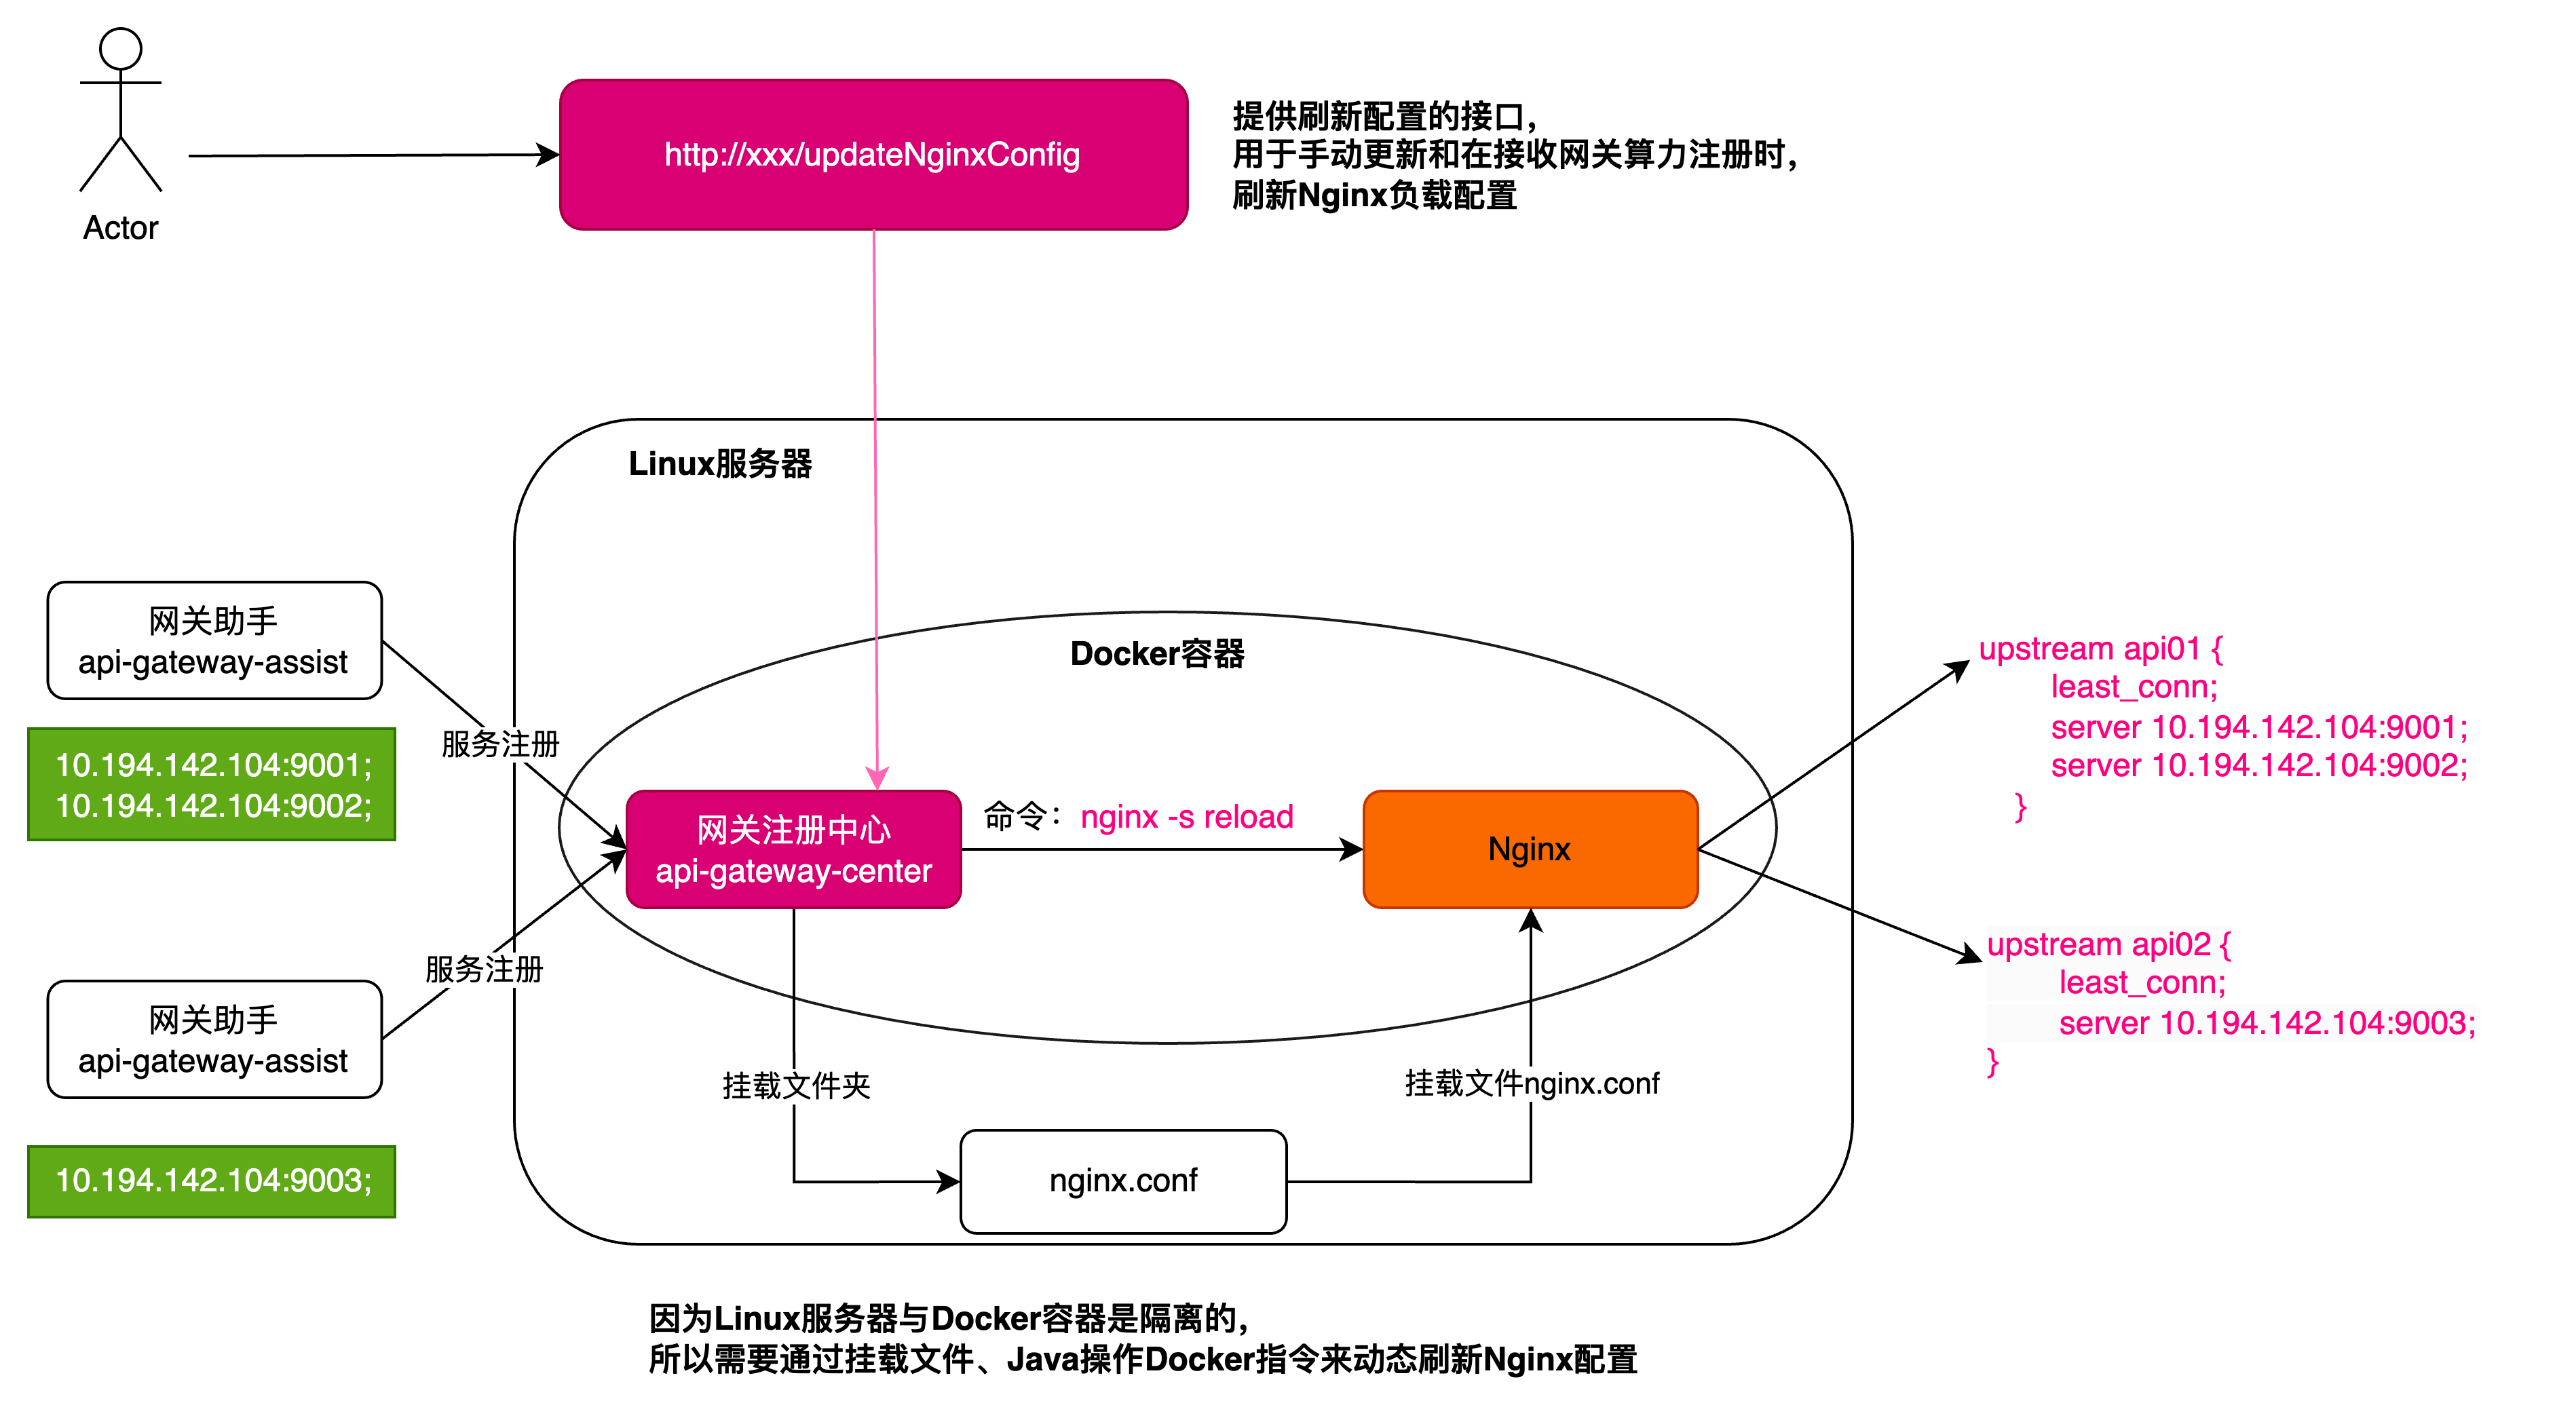 Actor
http://xxx/updateNginxConfig
提供刷新配置的接口，
用于手动更新和在接收网关算力注册时，
刷新Nginx负载配置
Linux服务器
Docker容器
网关助手
api-gateway-assist
10.194.142.104:9001;
10.194.142.104:9002;
服务注册
网关注册中心
api-gateway-center
命令：nginx -s reload
Nginx
upstream api01 {
least_conn;
server 10.194.142.104:9001;
server 10.194.142.104:9002;
}
服务注册
网关助手
api-gateway-assist
10.194.142.104:9003;
upstream api02 {
least_conn;
server 10.194.142.104:9003;
}
挂载文件夹
挂载文件nginx.conf
nginx.conf
因为Linux服务器与Docker容器是隔离的，
所以需要通过挂载文件、Java操作Docker指令来动态刷新Nginx配置